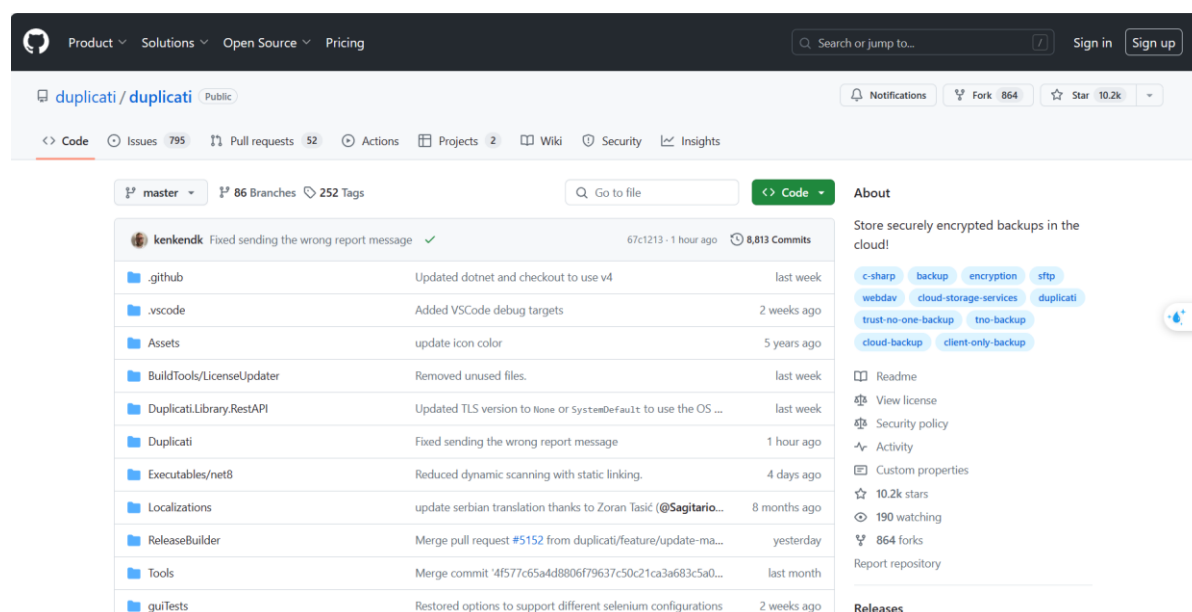 Product Solutions Open Source Pricing Search or jump to... / Sign in Sign up
duplicati / duplicati Public Notifications Fork 864 Star 10.2k
Code Issues 795 Pull requests 52 Actions Projects 2 Wiki Security Insights
master 86 Branches 252 Tags Go to file Code
kenkendk Fixed sending the wrong report message 67c1213 · 1 hour ago 8,813 Commits
.github Updated dotnet and checkout to use v4 last week
.vscode Added VSCode debug targets 2 weeks ago
Assets update icon color 5 years ago
BuildTools/LicenseUpdater Removed unused files. last week
Duplicati.Library.RestAPI Updated TLS version to None or SystemDefault to use the OS ... last week
Duplicati Fixed sending the wrong report message 1 hour ago
Executables/net8 Reduced dynamic scanning with static linking. 4 days ago
Localizations update serbian translation thanks to Zoran Tasić (@Sagitario... 8 months ago
ReleaseBuilder Merge pull request #5152 from duplicati/feature/update-ma... yesterday
Tools Merge commit '4f577c65a4d8806f79637c50c21ca3a683c5a0... last month
guiTests Restored options to support different selenium configurations 2 weeks ago
About
Store securely encrypted backups in the
cloud!
c-sharp backup encryption sftp
webdav cloud-storage-services duplicati
trust-no-one-backup tno-backup
cloud-backup client-only-backup
Readme
View license
Security policy
Activity
Custom properties
10.2k stars
190 watching
864 forks
Report repository
Releases